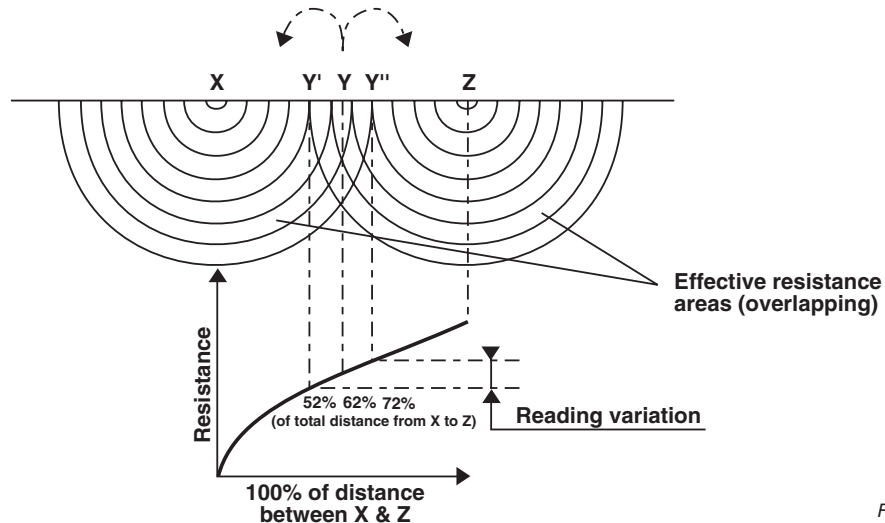 X Y' Y Y'' Z
Effective resistance
areas (overlapping)
Resistance
52% 62% 72%
(of total distance from X to Z)
Reading variation
100% of distance
between X & Z